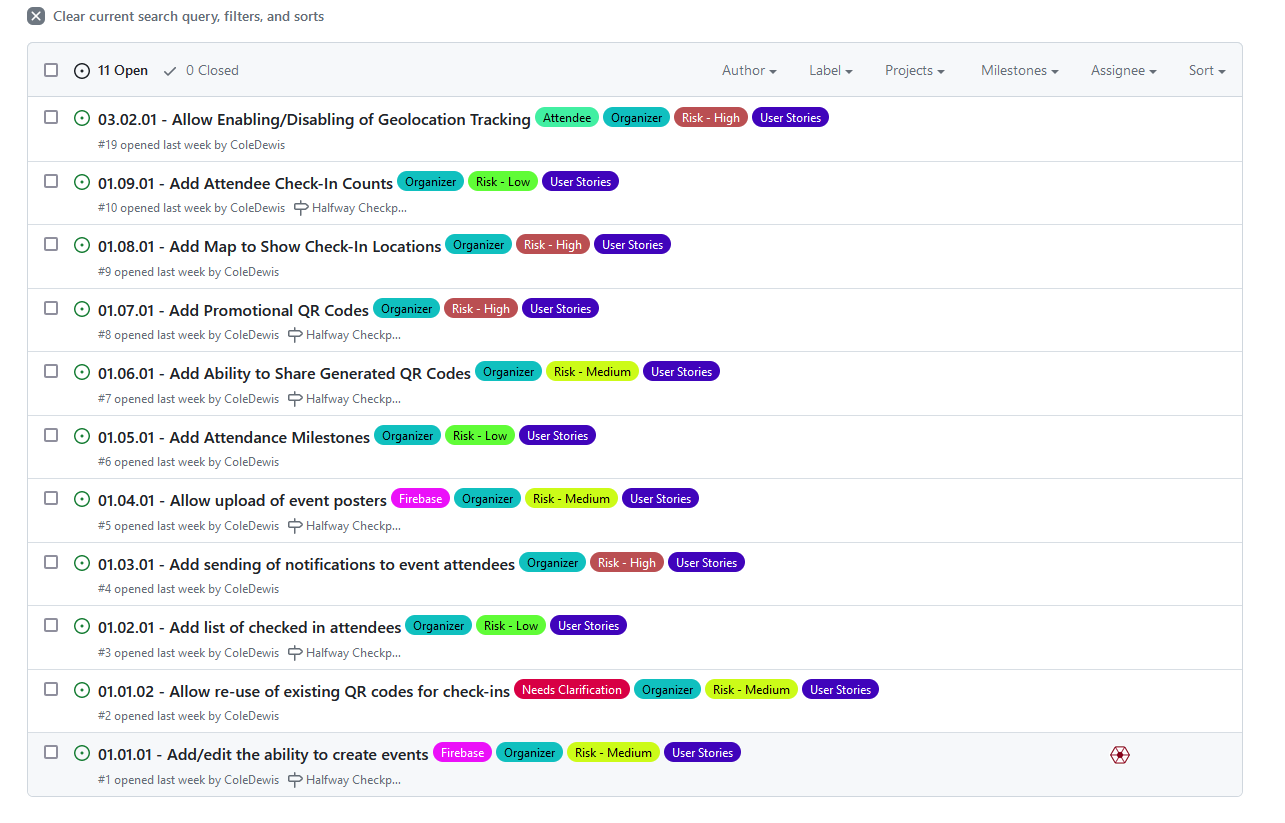 Clear current search query, filters, and sorts
11 Open 0 Closed Author Label Projects Milestones Assignee Sort
03.02.01 - Allow Enabling/Disabling of Geolocation Tracking Attendee Organizer Risk - High User Stories
#19 opened last week by ColeDewis
01.09.01 - Add Attendee Check-In Counts Organizer Risk - Low User Stories
#10 opened last week by ColeDewis Halfway Checkp...
01.08.01 - Add Map to Show Check-In Locations Organizer Risk - High User Stories
#9 opened last week by ColeDewis
01.07.01 - Add Promotional QR Codes Organizer Risk - High User Stories
#8 opened last week by ColeDewis Halfway Checkp...
01.06.01 - Add Ability to Share Generated QR Codes Organizer Risk - Medium User Stories
#7 opened last week by ColeDewis Halfway Checkp...
01.05.01 - Add Attendance Milestones Organizer Risk - Low User Stories
#6 opened last week by ColeDewis
01.04.01 - Allow upload of event posters Firebase Organizer Risk - Medium User Stories
#5 opened last week by ColeDewis Halfway Checkp...
01.03.01 - Add sending of notifications to event attendees Organizer Risk - High User Stories
#4 opened last week by ColeDewis
01.02.01 - Add list of checked in attendees Organizer Risk - Low User Stories
#3 opened last week by ColeDewis Halfway Checkp...
01.01.02 - Allow re-use of existing QR codes for check-ins Needs Clarification Organizer Risk - Medium User Stories
#2 opened last week by ColeDewis
01.01.01 - Add/edit the ability to create events Firebase Organizer Risk - Medium User Stories
#1 opened last week by ColeDewis Halfway Checkp...